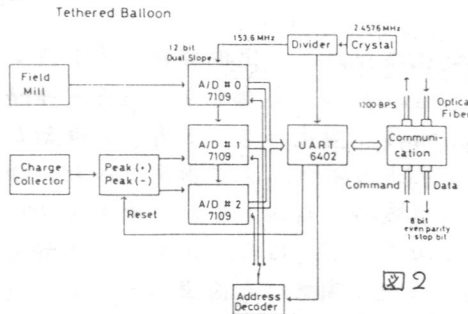 Tethered Balloon
12 bit
Dual Slope
153.6 MHz
Divider
2.4576 MHz
Crystal
Field
Mill
A/D # 0
7109
1200 BPS
Optical
Fiber
Charge
Collector
Peak (+)
Peak (-)
A/D # 1
7109
UART
6402
Communi-
cation
Reset
A/D # 2
7109
Command
Data
8 bit
even parity
1 stop bit
Address
Decoder
図 2